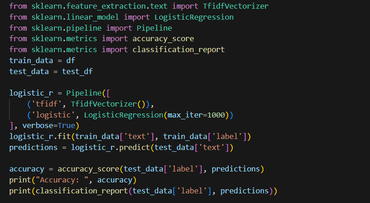 from sklearn.feature_extraction.text import TfidfVectorizer
from sklearn.linear_model import LogisticRegression
from sklearn.pipeline import Pipeline
from sklearn.metrics import accuracy_score
from sklearn.metrics import classification_report
train_data = df
test_data = test_df
logistic_r = Pipeline([
('tfidf', TfidfVectorizer()),
('logistic', LogisticRegression(max_iter=1000))
], verbose=True)
logistic_r.fit(train_data['text'], train_data['label'])
predictions = logistic_r.predict(test_data['text'])
accuracy = accuracy_score(test_data['label'], predictions)
print("Accuracy: ", accuracy)
print(classification_report(test_data['label'], predictions))